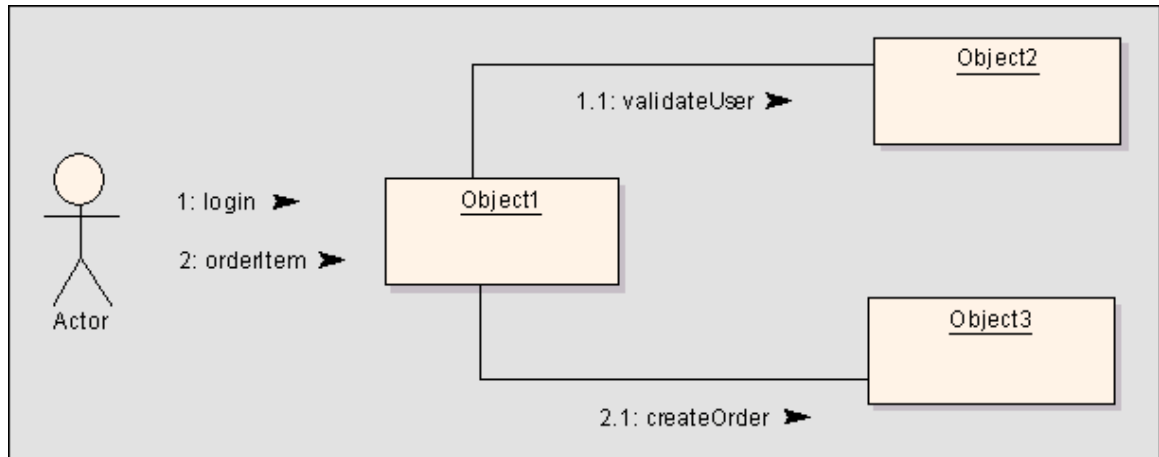 Object2
1.1: validateUser
1: login
Object1
2: orderItem
Actor
Object3
2.1: createOrder